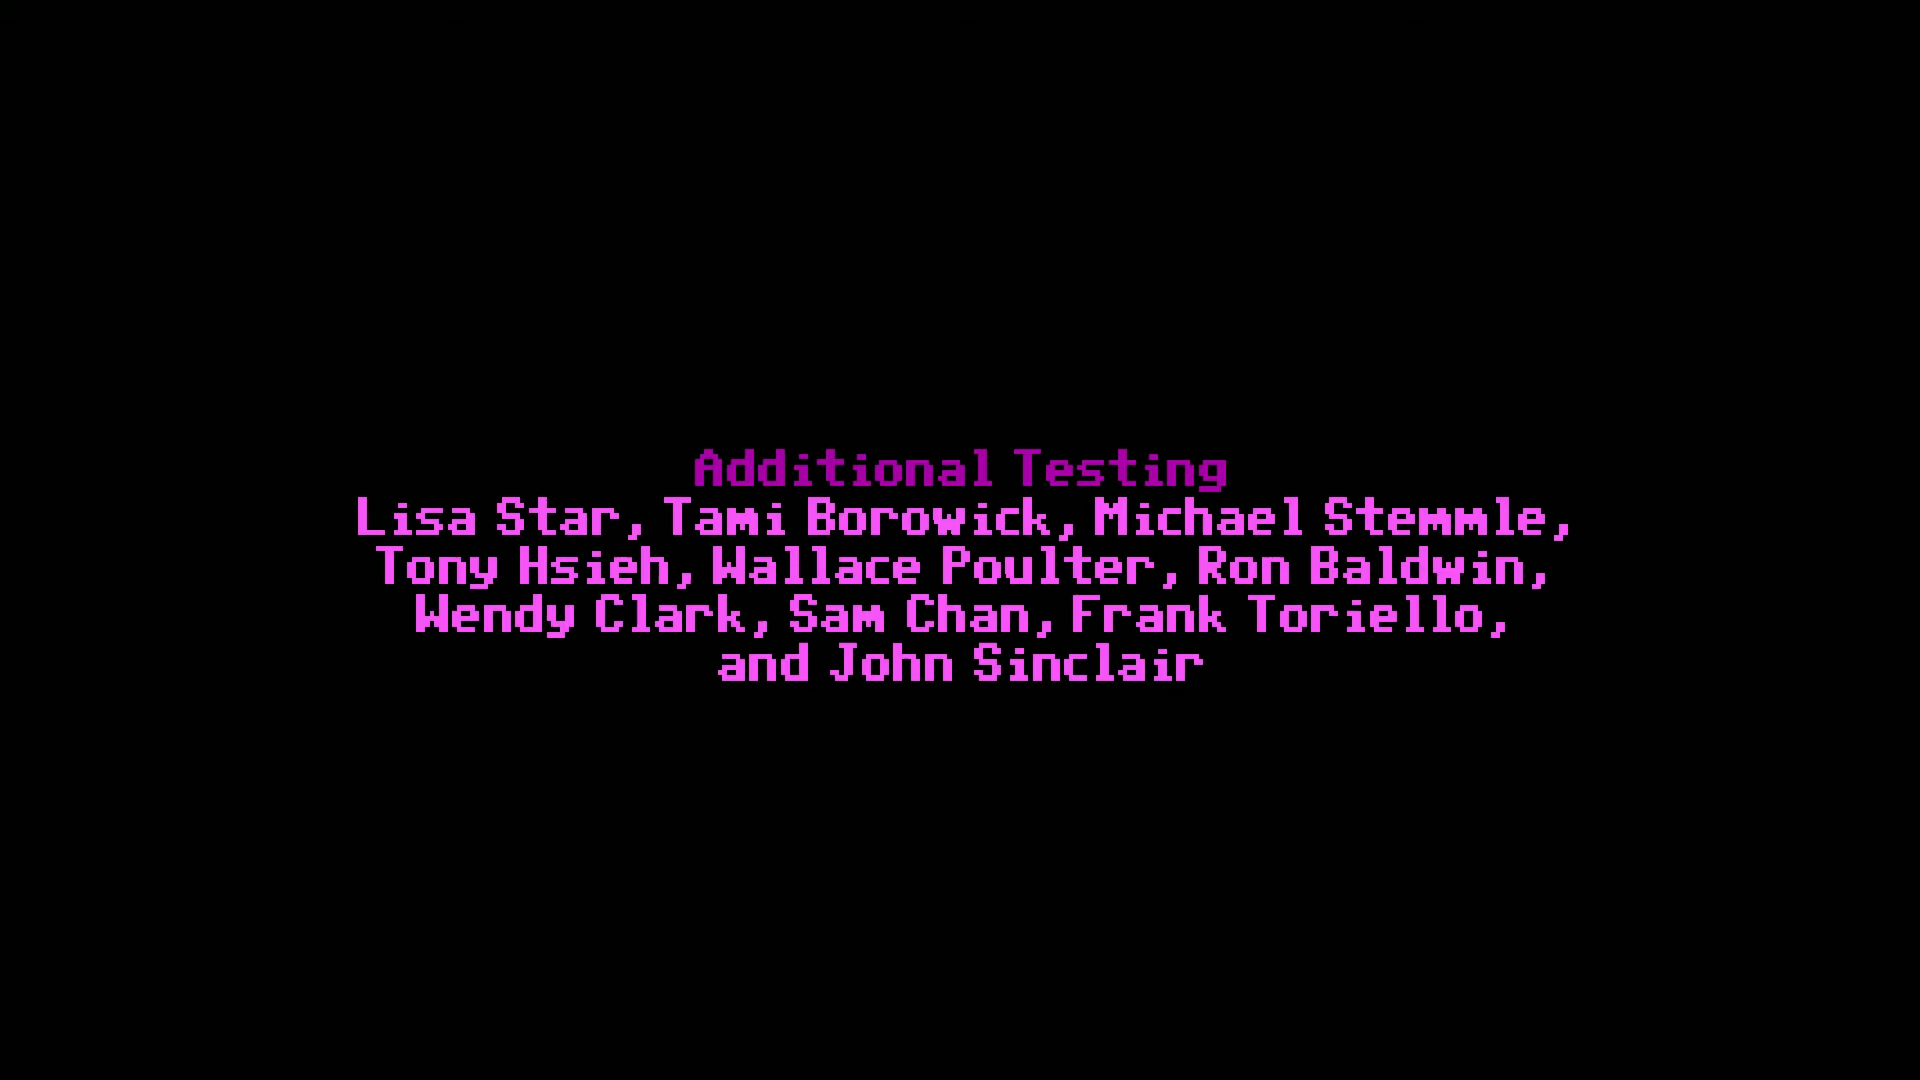 Additional Testing
Lisa Star, Tami Borowick, Michael Stemmle,
Tony Hsieh, Wallace Poulter, Ron Baldwin,
Wendy Clark, Sam Chan, Frank Toriello,
and John Sinclair